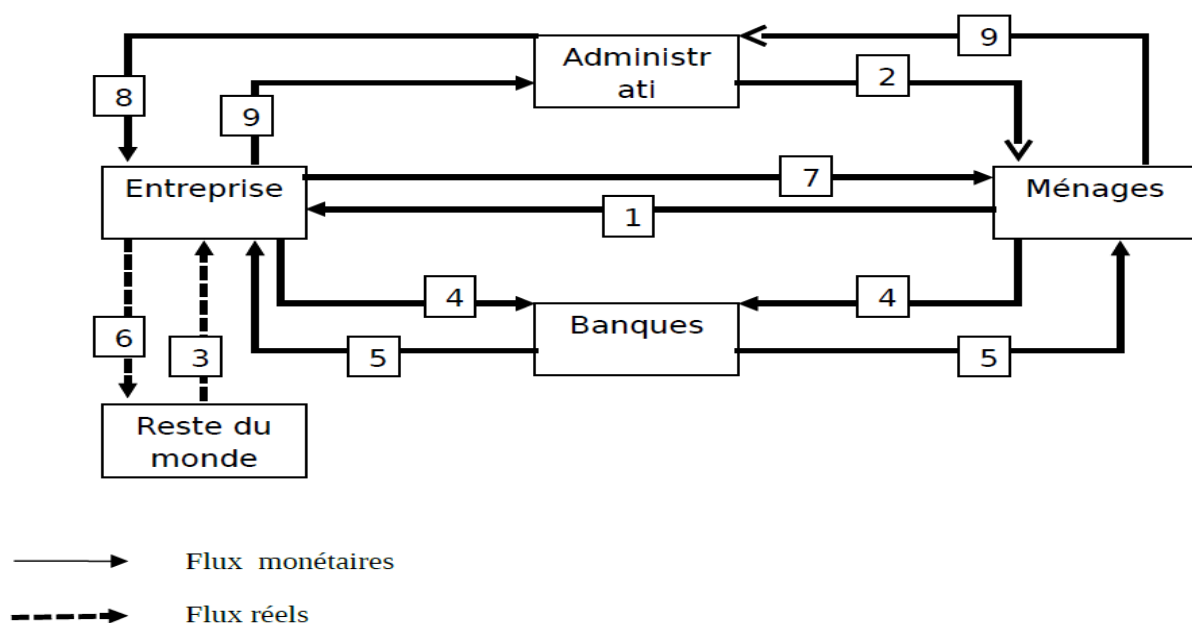 Administr
ati
9
2
8
9
Entreprise
7
Ménages
1
4
4
Banques
6
3
5
5
Reste du
monde
Flux monétaires
Flux réels